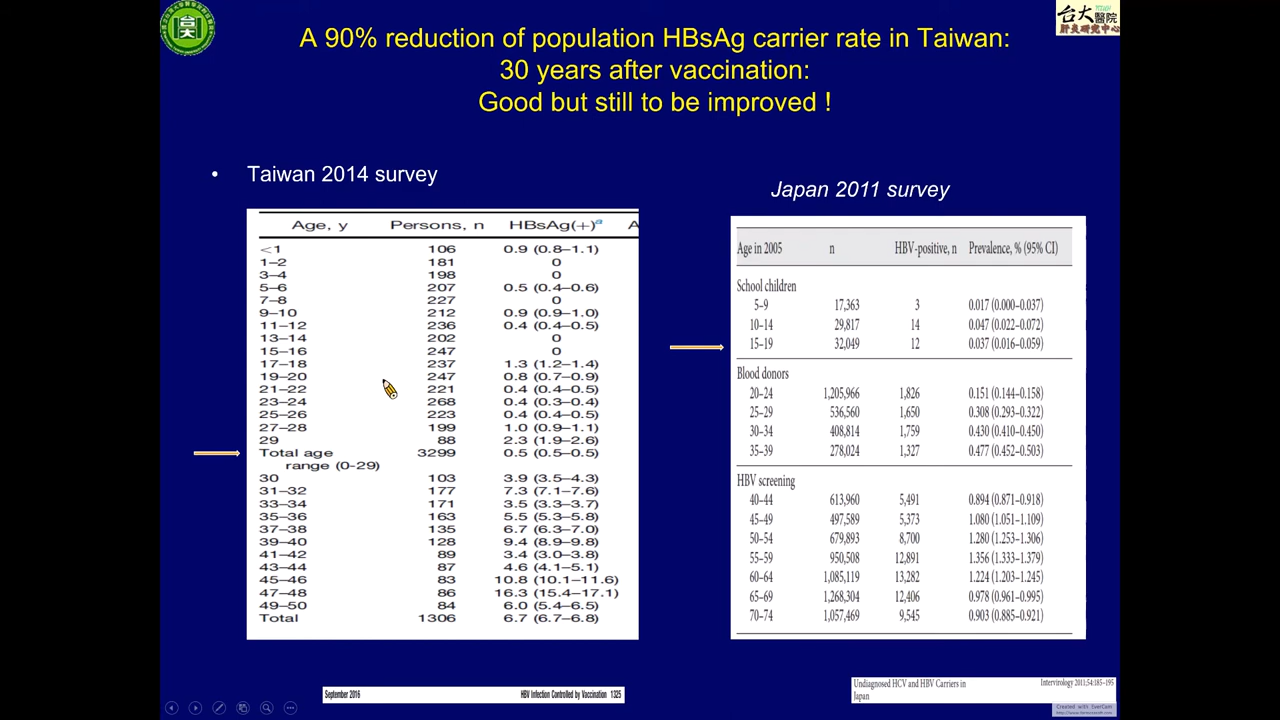 台大醫院
肝炎研究中心
A 90% reduction of population HBsAg carrier rate in Taiwan:
30 years after vaccination:
Good but still to be improved !
• Taiwan 2014 survey
Age, y Persons, n HBsAg(+)a A
<1 106 0.9 (0.8–1.1)
1–2 181 0
3–4 198 0
5–6 207 0.5 (0.4–0.6)
7–8 227 0
9–10 212 0.9 (0.9–1.0)
11–12 236 0.4 (0.4–0.5)
13–14 202 0
15–16 247 0
17–18 237 1.3 (1.2–1.4)
19–20 247 0.8 (0.7–0.9)
21–22 221 0.4 (0.4–0.5)
23–24 268 0.4 (0.3–0.4)
25–26 223 0.4 (0.4–0.5)
27–28 199 1.0 (0.9–1.1)
29 88 2.3 (1.9–2.6)
Total age 3299 0.5 (0.5–0.5)
range (0-29)
30 103 3.9 (3.5–4.3)
31–32 177 7.3 (7.1–7.6)
33–34 171 3.5 (3.3–3.7)
35–36 163 5.5 (5.3–5.8)
37–38 135 6.7 (6.3–7.0)
39–40 128 9.4 (8.9–9.8)
41–42 89 3.4 (3.0–3.8)
43–44 87 4.6 (4.1–5.1)
45–46 83 10.8 (10.1–11.6)
47–48 86 16.3 (15.4–17.1)
49–50 84 6.0 (5.4–6.5)
Total 1306 6.7 (6.7–6.8)
September 2016 HBV Infection Controlled by Vaccination 1325
Japan 2011 survey
Age in 2005 n HBV-positive, n Prevalence, % (95% CI)
School children
5–9 17,363 3 0.017 (0.000–0.037)
10–14 29,817 14 0.047 (0.022–0.072)
15–19 32,049 12 0.037 (0.016–0.059)
Blood donors
20–24 1,205,966 1,826 0.151 (0.144–0.158)
25–29 536,560 1,650 0.308 (0.293–0.322)
30–34 408,814 1,759 0.430 (0.410–0.450)
35–39 278,024 1,327 0.477 (0.452–0.503)
HBV screening
40–44 613,960 5,491 0.894 (0.871–0.918)
45–49 497,589 5,373 1.080 (1.051–1.109)
50–54 679,893 8,700 1.280 (1.253–1.306)
55–59 950,508 12,891 1.356 (1.333–1.379)
60–64 1,085,119 13,282 1.224 (1.203–1.245)
65–69 1,268,304 12,406 0.978 (0.961–0.995)
70–74 1,057,469 9,545 0.903 (0.885–0.921)
Undiagnosed HCV and HBV Carriers in Intervirology 2011;54:185–195
Japan
Created with EverCam